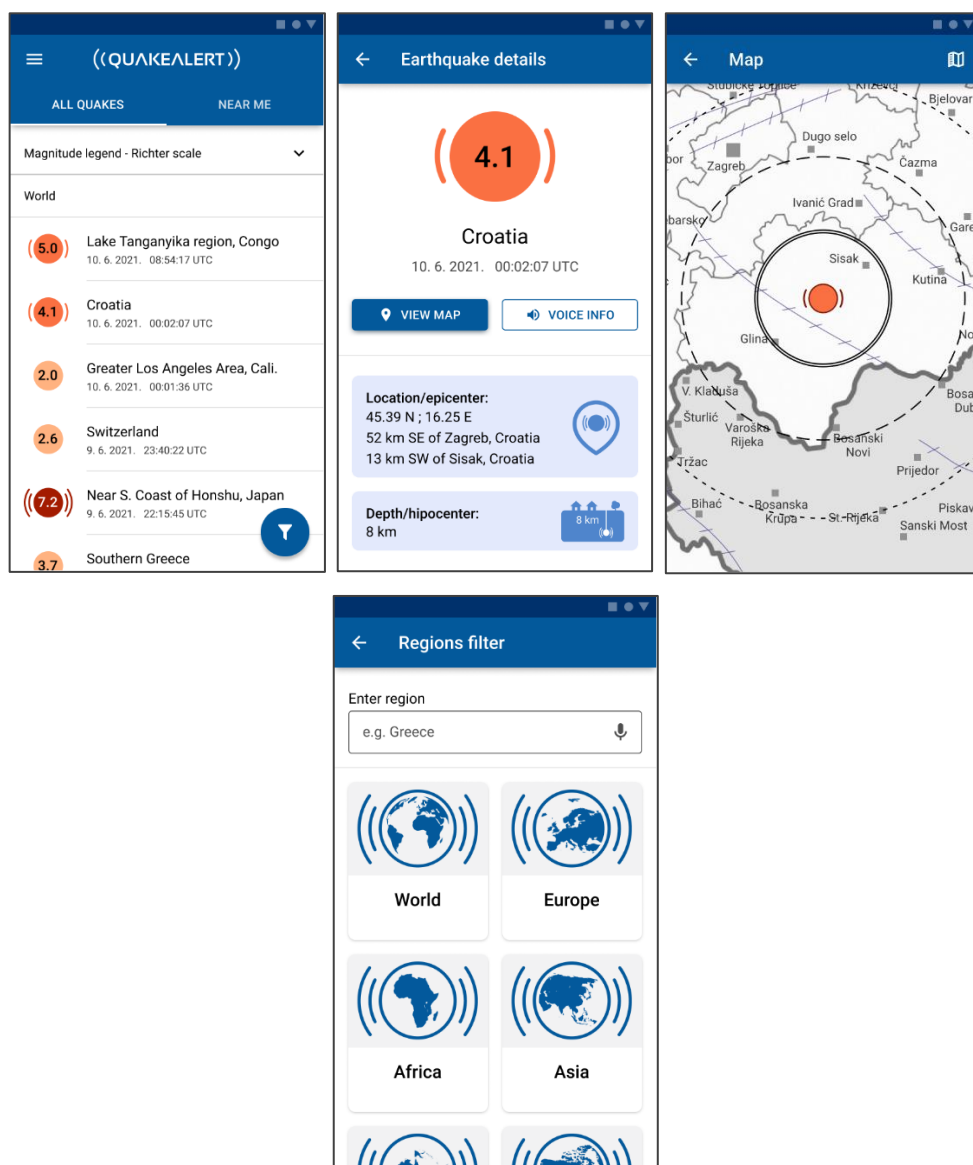 ((QUAKEALERT))
ALL QUAKES
NEAR ME
Magnitude legend - Richter scale
World
5.0
Lake Tanganyika region, Congo
10. 6. 2021. 08:54:17 UTC
4.1
Croatia
10. 6. 2021. 00:02:07 UTC
2.0
Greater Los Angeles Area, Cali.
10. 6. 2021. 00:01:36 UTC
2.6
Switzerland
9. 6. 2021. 23:40:22 UTC
7.2
Near S. Coast of Honshu, Japan
9. 6. 2021. 22:15:45 UTC
3.7
Southern Greece
Earthquake details
4.1
Croatia
10. 6. 2021. 00:02:07 UTC
VIEW MAP
VOICE INFO
Location/epicenter:
45.39 N ; 16.25 E
52 km SE of Zagreb, Croatia
13 km SW of Sisak, Croatia
Depth/hipocenter:
8 km
8 km
Map
Stubičke Toplice
Križevci
Bjelovar
Dugo selo
Zagreb
Čazma
Ivanić Grad
Sisak
Kutina
Glina
V. Kladuša
Šturlić
Varoška
Rijeka
Bosanski
Novi
Tržac
Prijedor
Bihać
Bosanska
Krupa
St. Rijeka
Sanski Most
Regions filter
Enter region
e.g. Greece
World
Europe
Africa
Asia